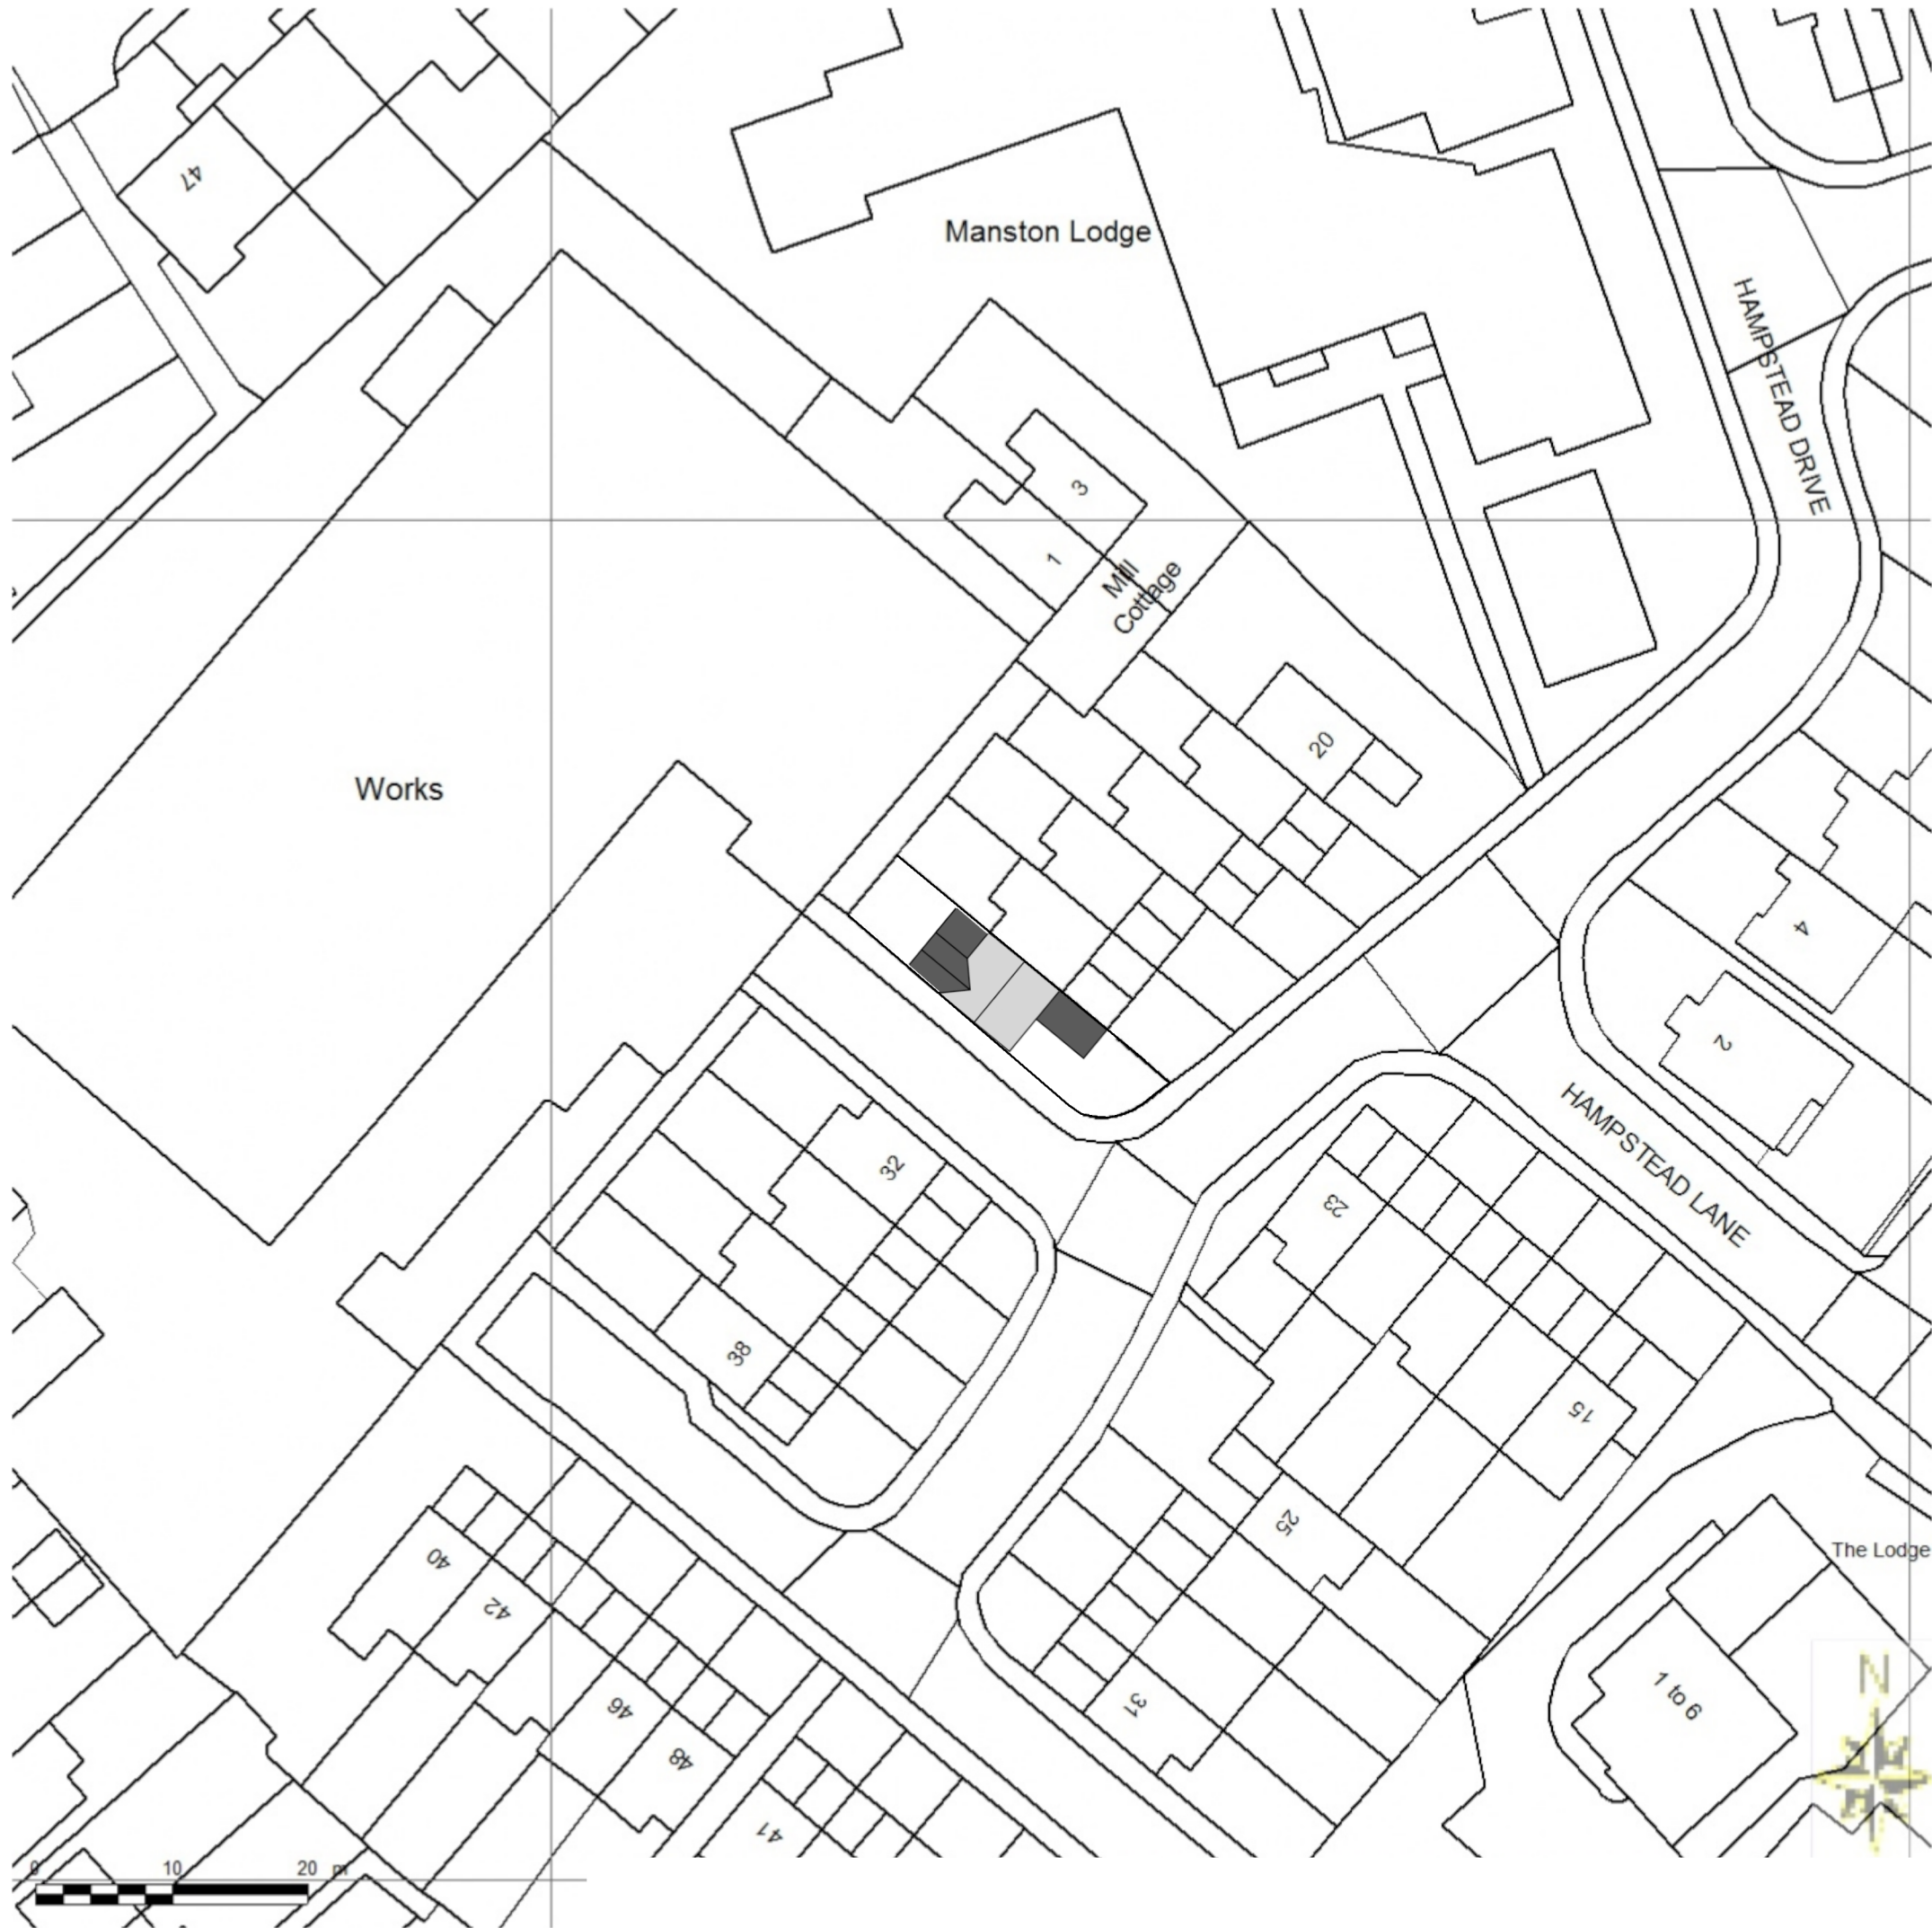 47
Manston Lodge
HAMPSTEAD DRIVE
3
1
Mill
Cottage
20
Works
4
2
HAMPSTEAD LANE
32
23
38
15
25
40
42
The Lodge
31
1 to 6
46
48
41
N
0 10 20 m